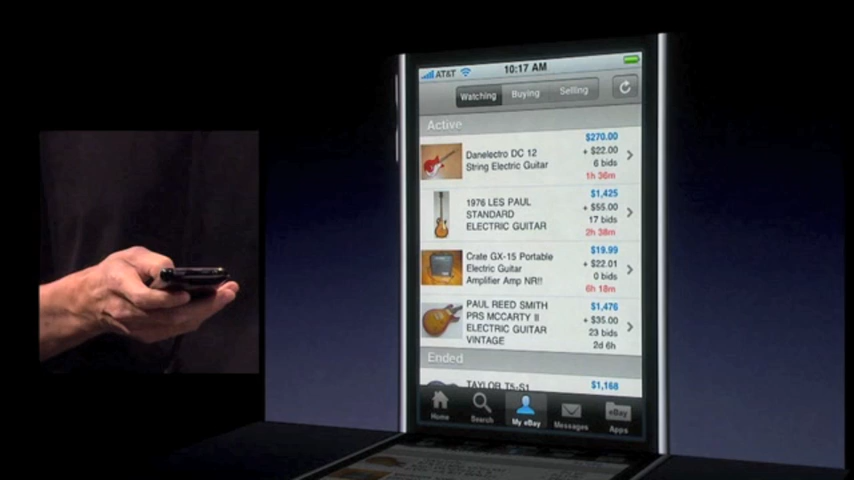 AT&T 10:17 AM
Watching Buying Selling
Active
Danelectro DC 12
String Electric Guitar
$270.00
+ $22.00
6 bids
1h 36m
1976 LES PAUL
STANDARD
ELECTRIC GUITAR
$1,425
+ $55.00
17 bids
2h 38m
Crate GX-15 Portable
Electric Guitar
Amplifier Amp NR!!
$19.99
+ $22.01
0 bids
6h 18m
PAUL REED SMITH
PRS MCCARTY II
ELECTRIC GUITAR
VINTAGE
$1,476
+ $35.00
23 bids
2d 6h
Ended
TAYLOR T5-S1 $1,168
Home Search My eBay Messages eBay
Apps